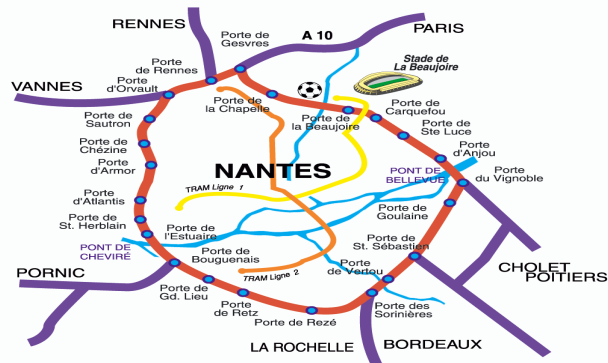 RENNES
Porte de
Gesvres
A 10
PARIS
Porte
de Rennes
Stade de
La Beaujoire
VANNES
Porte
d'Orvault
Porte de
la Chapelle
Porte de
la Beaujoire
Porte de
Carquefou
Porte de
Sautron
Porte de
Ste Luce
Porte de
Chézine
Porte
d'Anjou
Porte
d'Armor
NANTES
PONT DE
BELLEVUE
Porte
du Vignoble
TRAM Ligne 1
Porte
d'Atlantis
Porte de
Goulaine
Porte de
St. Herblain
Porte de
l'Estuaire
Porte de
St. Sébastien
PONT DE
CHEVIRÉ
Porte de
Bouguenais
CHOLET
POITIERS
PORNIC
TRAM Ligne 2
Porte
de Vertou
Porte de
Gd. Lieu
Porte
de Retz
Porte de Rezé
Porte des
Sorinières
LA ROCHELLE
BORDEAUX